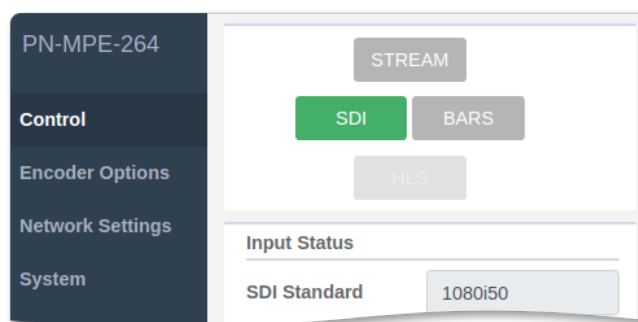 PN-MPE-264
Control
Encoder Options
Network Settings
System
STREAM
SDI
BARS
HLS
Input Status
SDI Standard
1080i50